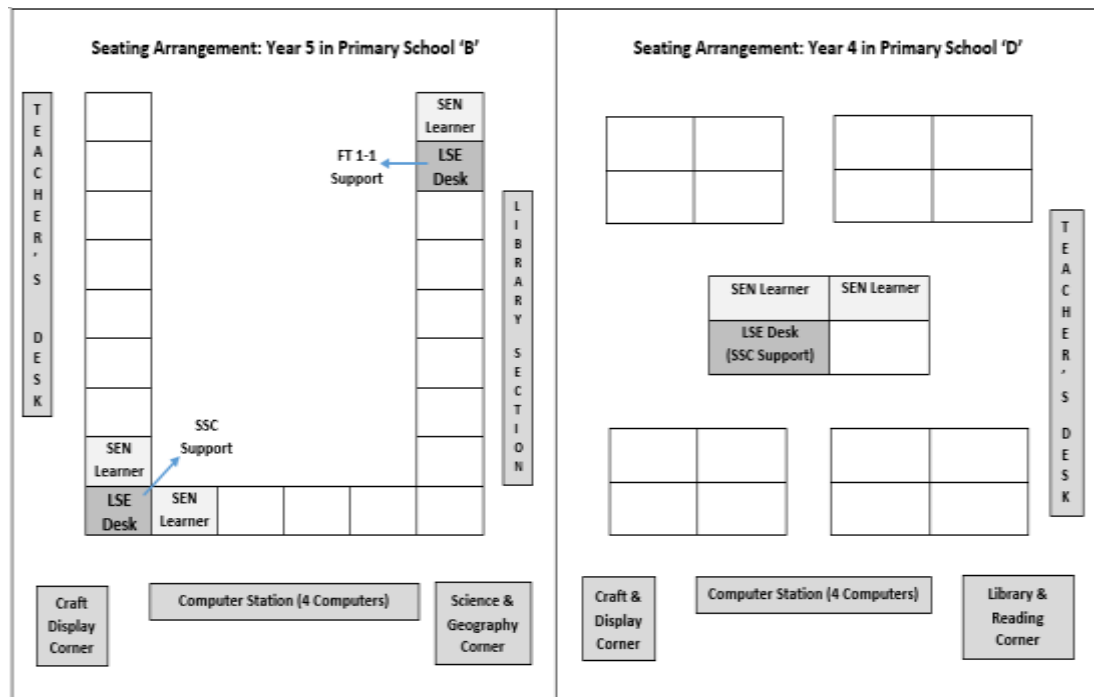 Seating Arrangement: Year 5 in Primary School 'B'
TEACHER'S DESK
SEN
Learner
FT 1-1
Support
LSE
Desk
LIBRARY SECTION
SSC
Support
SEN
Learner
LSE
Desk
SEN
Learner
Craft
Display
Corner
Computer Station (4 Computers)
Science &
Geography
Corner
Seating Arrangement: Year 4 in Primary School 'D'
TEACHER'S DESK
SEN Learner
SEN Learner
LSE Desk
(SSC Support)
Craft &
Display
Corner
Computer Station (4 Computers)
Library &
Reading
Corner